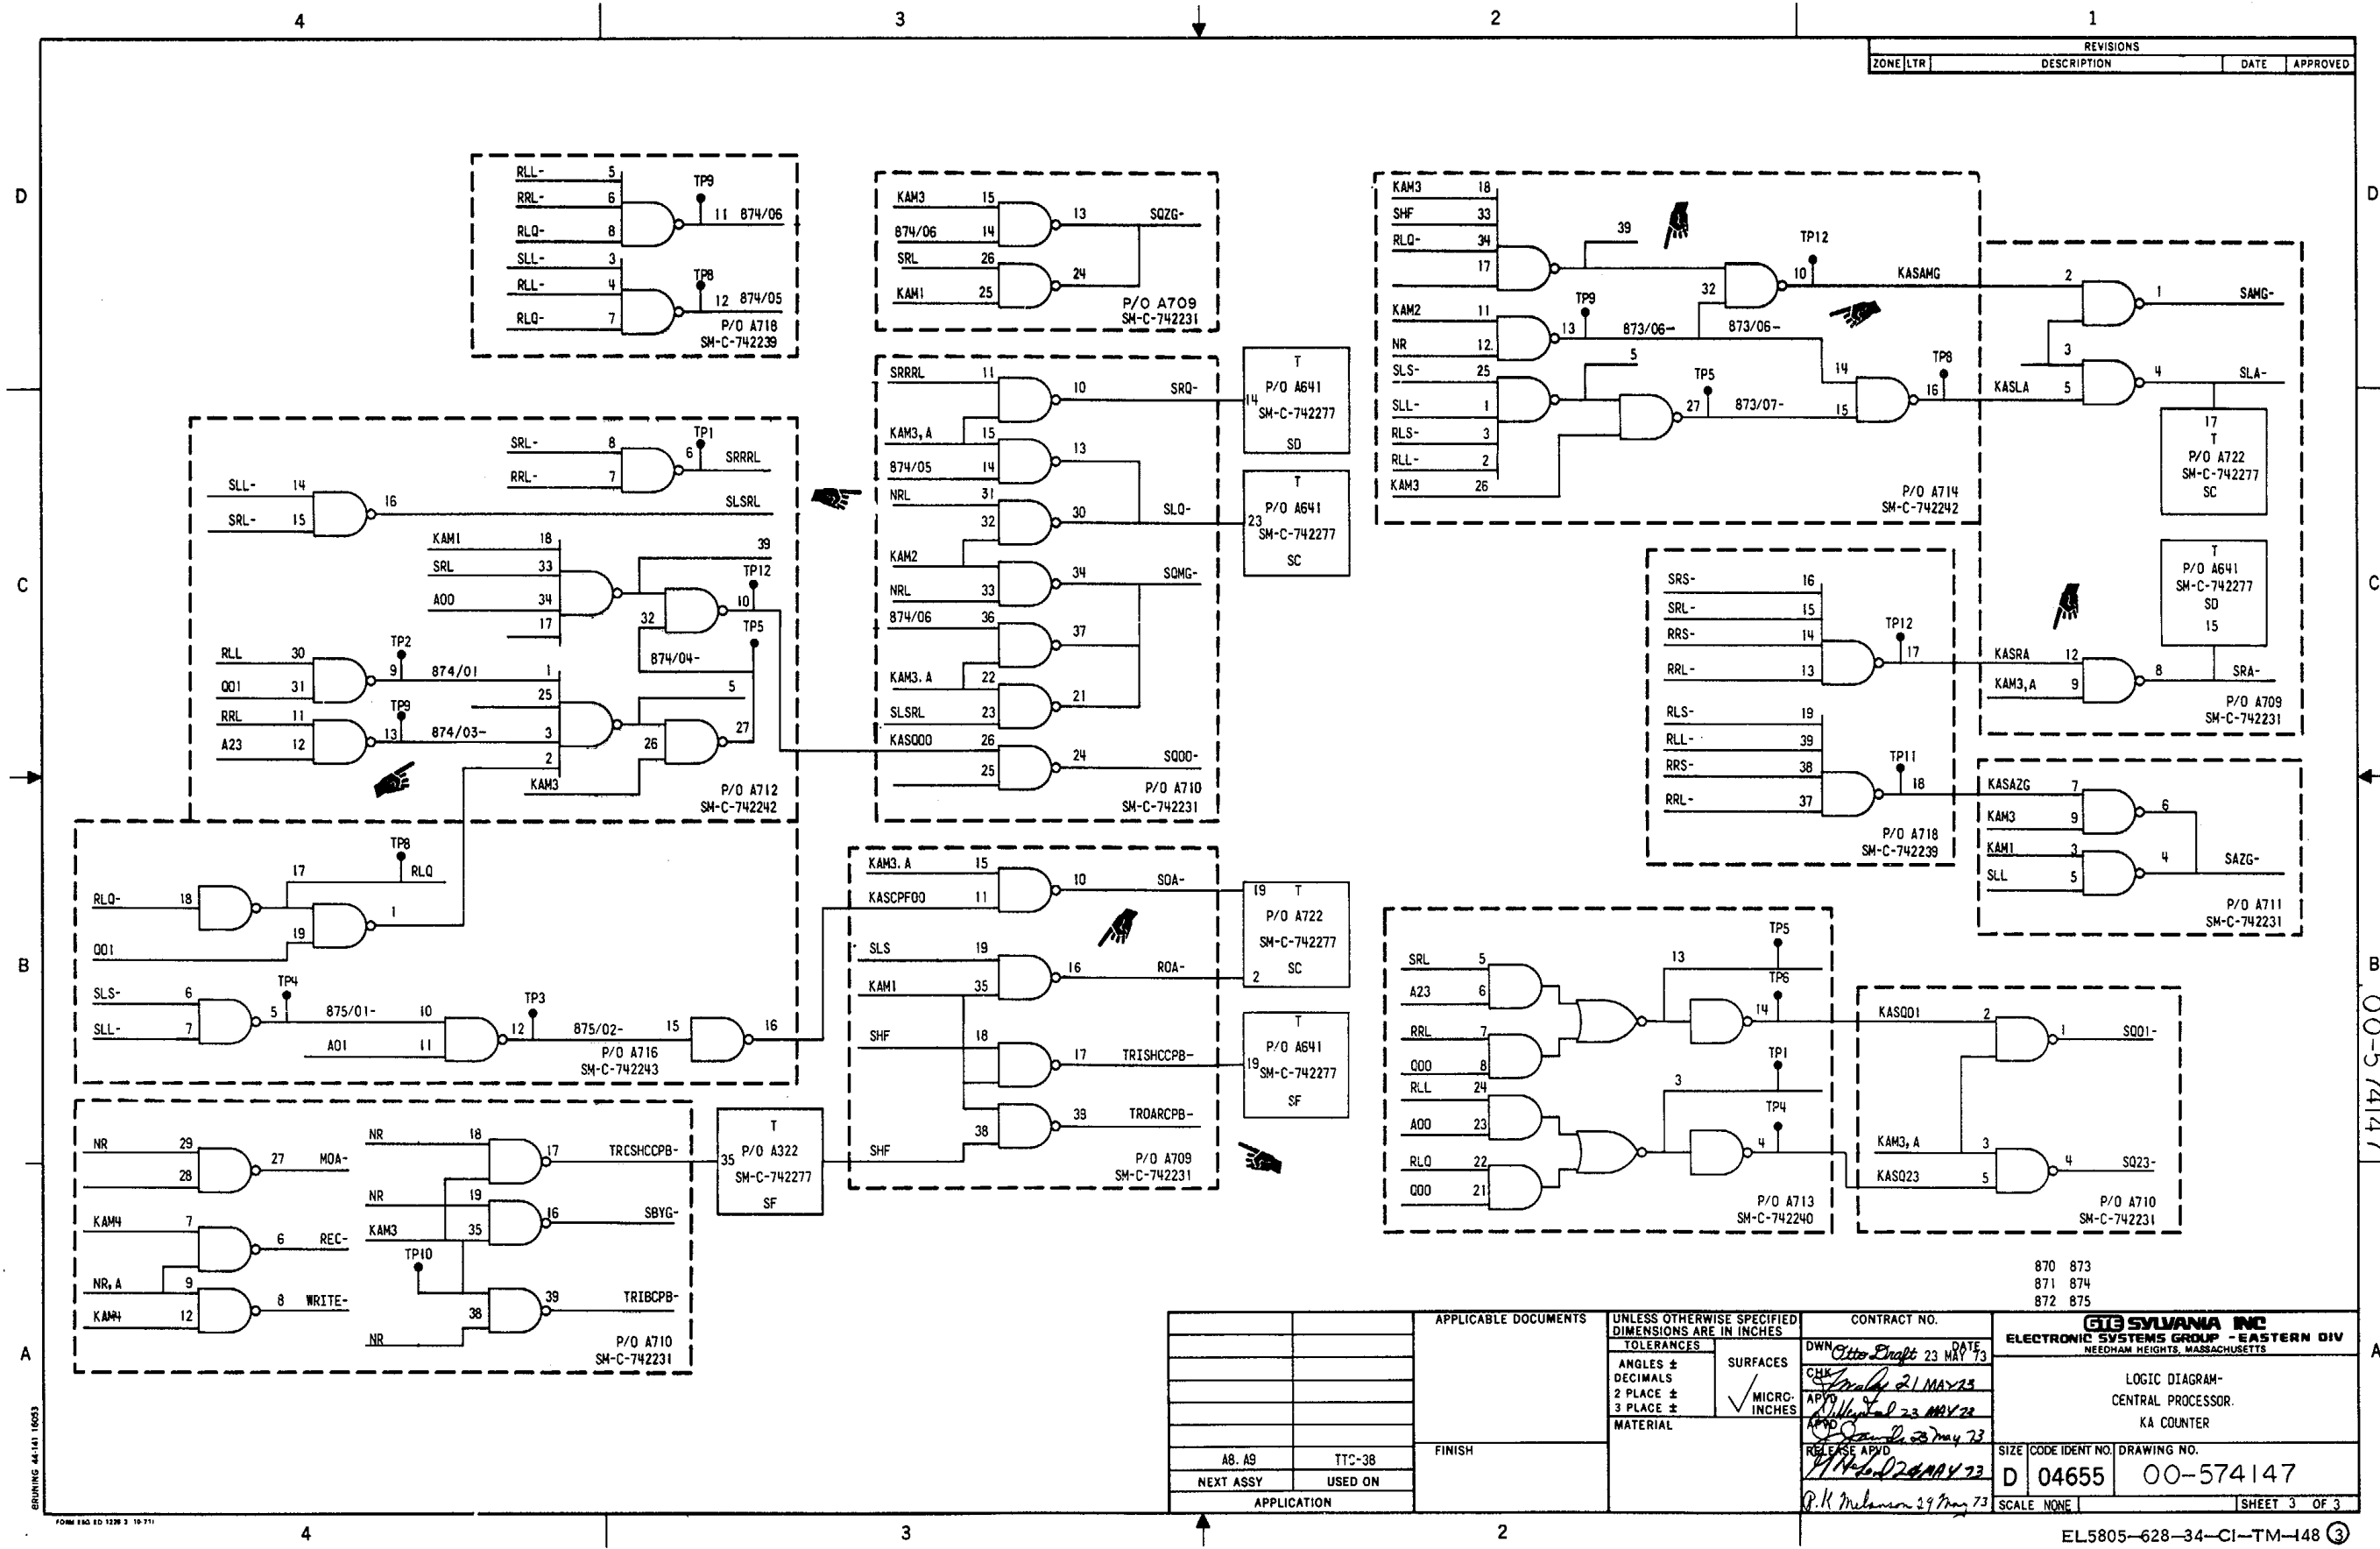 4 3 2 1
REVISIONS
ZONE LTR DESCRIPTION DATE APPROVED
D
D
RLL- 5
RRL- 6
RLQ- 8
TP9
11 874/06
SLL- 3
RLL- 4
RLQ- 7
TP8
12 874/05
P/O A718
SM-C-742239
KAM3 15
874/06 14
13 SQZG-
SRL 26
KAM1 25
24
P/O A709
SM-C-742231
KAM3 18
SHF 33
RLQ- 34
17
39
32
TP12
10 KASAMG
KAM2 11
NR 12
TP9
13 873/06- 873/06-
SLS- 25
SLL- 1
RLS- 3
RLL- 2
KAM3 26
5
TP5
27 873/07-
14
15
TP8
16 KASLA
P/O A714
SM-C-742242
2
1 SAMG-
3
5
4 SLA-
17
T
P/O A722
SM-C-742277
SC
T
P/O A641
SM-C-742277
SD
15
KASRA 12
KAM3,A 9
8 SRA-
P/O A709
SM-C-742231
SRRRL 11
10 SRQ-
KAM3,A 15
874/05 14
13
NRL 31
32
30 SLQ-
KAM2
NRL 33
34 SQMG-
874/06 36
37
KAM3.A 22
SLSRL 23
21
KASQ00 26
25
24 SQ00-
P/O A710
SM-C-742231
T
P/O A641
14
SM-C-742277
SD
T
P/O A641
23
SM-C-742277
SC
C
C
SRL- 8
RRL- 7
TP1
6 SRRRL
SLL- 14
SRL- 15
16 SLSRL
KAM1 18
SRL 33
A00 34
17
39
32
TP12
10
TP5
874/04-
RLL 30
Q01 31
TP2
9 874/01
1
25
RRL 11
A23 12
TP9
13 874/03-
3
2
5
26
27
KAM3
P/O A712
SM-C-742242
SRS- 16
SRL- 15
RRS- 14
RRL- 13
TP12
17
RLS- 19
RLL- 39
RRS- 38
RRL- 37
TP11
18
P/O A718
SM-C-742239
KASAZG 7
KAM3 9
6
KAM1 3
SLL 5
4 SAZG-
P/O A711
SM-C-742231
B
B
TP8
RLQ- 18
17 RLQ
Q01 19
1
SLS- 6
SLL- 7
TP4
5 875/01- 10
A01 11
TP3
12 875/02- 15
16
P/O A716
SM-C-742243
KAM3.A 15
KASCPF00 11
10 SOA-
SLS 19
KAM1 35
16 ROA-
SHF 18
17 TRISHCCPB-
SHF 38
39 TROARCPB-
P/O A709
SM-C-742231
19 T
P/O A722
SM-C-742277
SC
2
T
P/O A641
19
SM-C-742277
SF
SRL 5
A23 6
RRL 7
Q00 8
RLL 24
A00 23
RLQ 22
Q00 21
13
TP5
TP6
14
3
TP1
TP4
4
P/O A713
SM-C-742240
KASQ01 2
1 SQ01-
KAM3,A 3
KASQ23 5
4 SQ23-
P/O A710
SM-C-742231
00-574147
NR 29
28
27 MOA-
KAM4 7
6 REC-
NR,A 9
KAM4 12
8 WRITE-
NR 18
17 TRCSHCCPB-
NR 19
KAM3 35
16 SBYG-
TP10
38
NR
39 TRIBCPB-
P/O A710
SM-C-742231
T
P/O A322
35
SM-C-742277
SF
870 873
871 874
872 875
A
A
A8. A9 TTC-38
NEXT ASSY USED ON
APPLICATION
APPLICABLE DOCUMENTS
FINISH
UNLESS OTHERWISE SPECIFIED
DIMENSIONS ARE IN INCHES
TOLERANCES
ANGLES ±
DECIMALS
2 PLACE ±
3 PLACE ±
SURFACES
MICRO-
INCHES
MATERIAL
CONTRACT NO.
DWN Otto Draft DATE 23 MAY 73
CHK 21 MAY 73
APVD 23 MAY 73
APVD 23 May 73
RELEASE APVD 24 MAY 73
P.K Melanson 29 May 73
GTE SYLVANIA INC
ELECTRONIC SYSTEMS GROUP - EASTERN DIV
NEEDHAM HEIGHTS, MASSACHUSETTS
LOGIC DIAGRAM-
CENTRAL PROCESSOR.
KA COUNTER
SIZE CODE IDENT NO. DRAWING NO.
D 04655 00-574147
SCALE NONE SHEET 3 OF 3
BRUNING 44-141 16053
4 3 2
EL5805-628-34-CI-TM-148 3